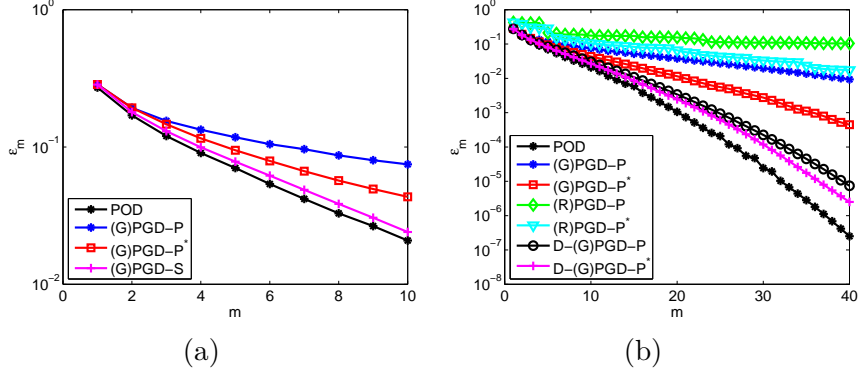 10^0
10^{-1}
10^{-2}
ε_m
0 2 4 6 8 10
m
POD
(G)PGD−P
(G)PGD−P*
(G)PGD−S
(a)
10^0
10^{-1}
10^{-2}
10^{-3}
10^{-4}
10^{-5}
10^{-6}
10^{-7}
10^{-8}
ε_m
0 10 20 30 40
m
POD
(G)PGD−P
(G)PGD−P*
(R)PGD−P
(R)PGD−P*
D−(G)PGD−P
D−(G)PGD−P*
(b)